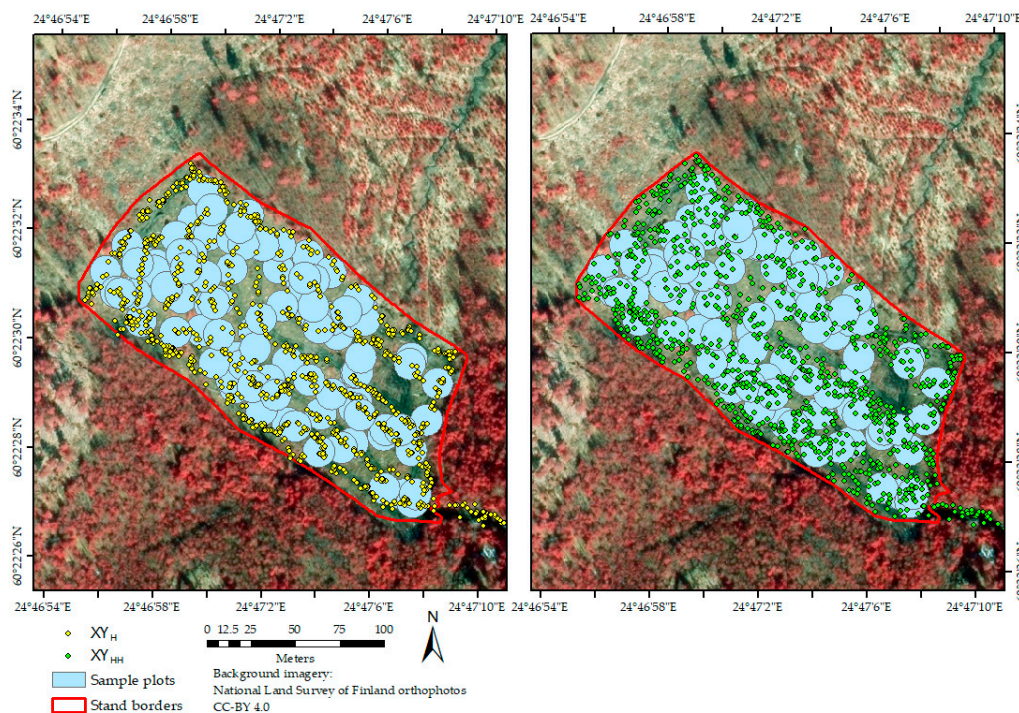 24°46'54"E 24°46'58"E 24°47'2"E 24°47'6"E 24°47'10"E
24°46'54"E 24°46'58"E 24°47'2"E 24°47'6"E 24°47'10"E
60°22'34"N
60°22'32"N
60°22'30"N
60°22'28"N
60°22'26"N
24°46'54"E 24°46'58"E 24°47'2"E 24°47'6"E 24°47'10"E
24°46'54"E 24°46'58"E 24°47'2"E 24°47'6"E 24°47'10"E
XYH
XYHH
Sample plots
Stand borders
0 12.5 25 50 75 100
Meters
N
Background imagery:
National Land Survey of Finland orthophotos
CC-BY 4.0